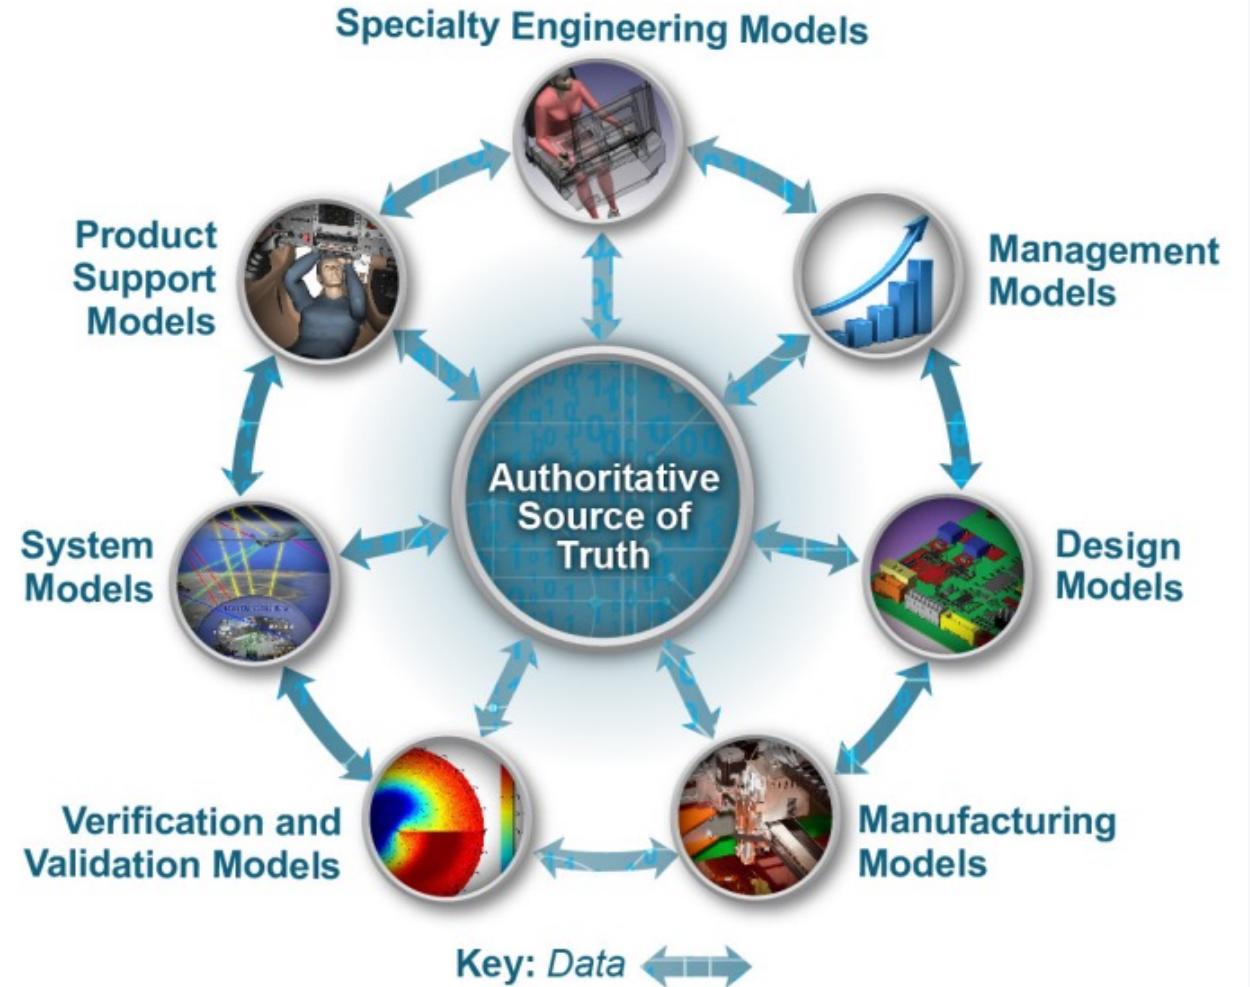 Specialty Engineering Models
Product
Support
Models
Management
Models
Authoritative
Source of
Truth
System
Models
Design
Models
Verification and
Validation Models
Manufacturing
Models
Key: Data